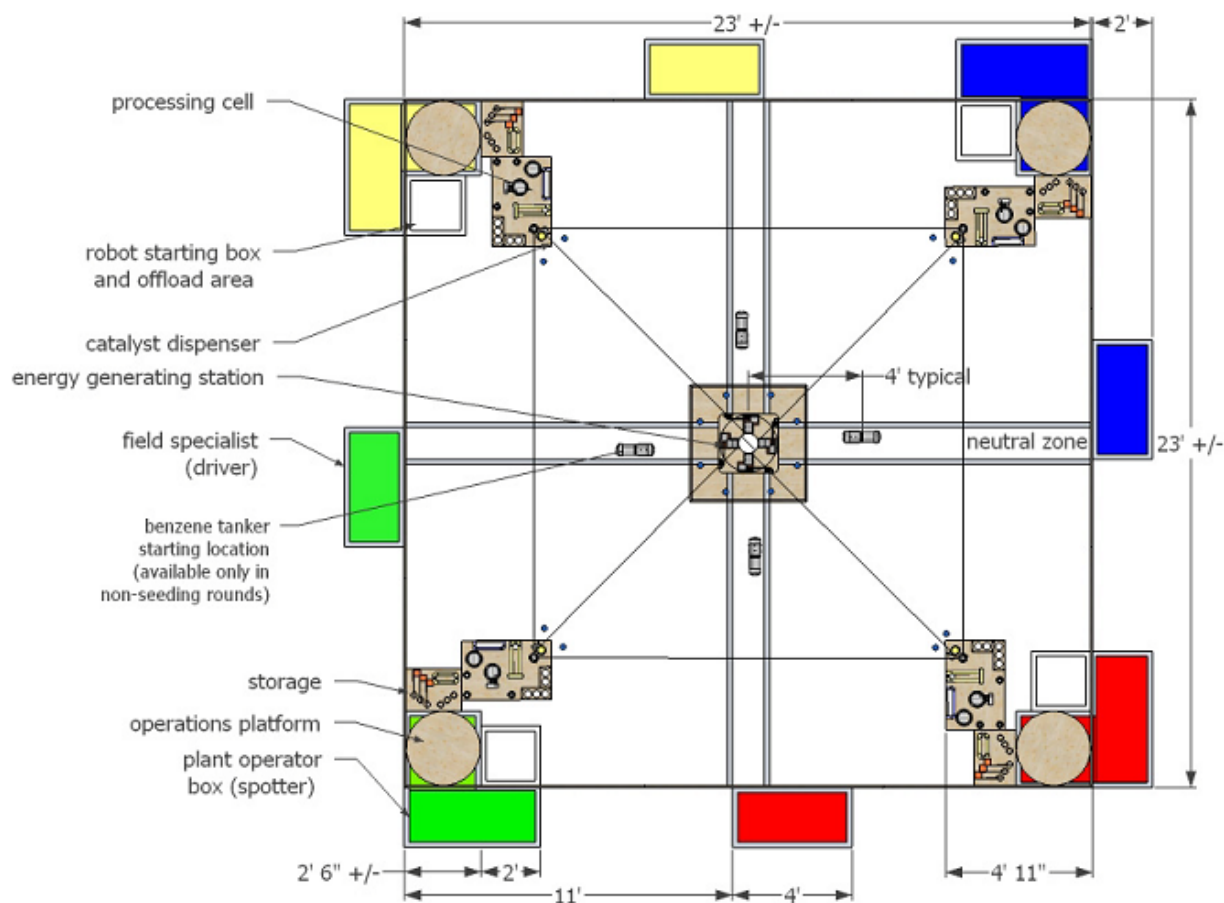 23' +/-
2'
processing cell
robot starting box
and offload area
catalyst dispenser
energy generating station
4' typical
field specialist
(driver)
neutral zone
23' +/-
benzene tanker
starting location
(available only in
non-seeding rounds)
storage
operations platform
plant operator
box (spotter)
2' 6" +/-
2'
4' 11"
11'
4'